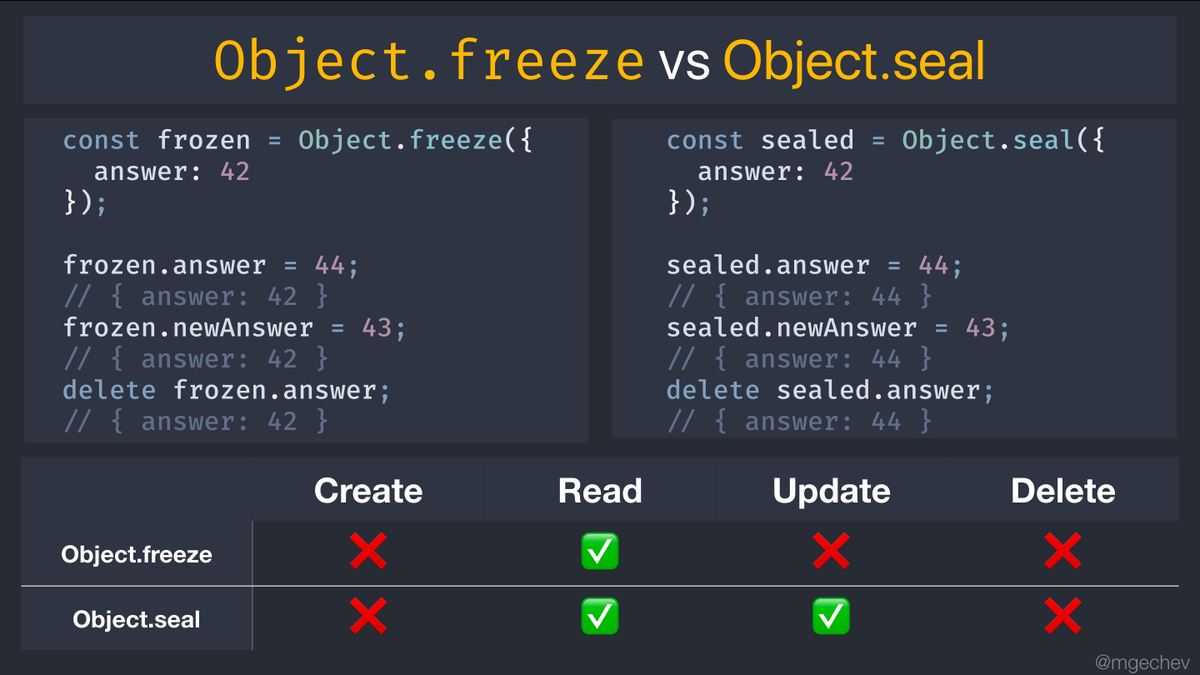 Object.freeze vs Object.seal
const frozen = Object.freeze({
  answer: 42
});
frozen.answer = 44;
// { answer: 42 }
frozen.newAnswer = 43;
// { answer: 42 }
delete frozen.answer;
// { answer: 42 }
const sealed = Object.seal({
  answer: 42
});
sealed.answer = 44;
// { answer: 44 }
sealed.newAnswer = 43;
// { answer: 44 }
delete sealed.answer;
// { answer: 44 }
Create Read Update Delete
Object.freeze ❌ ✅ ❌ ❌
Object.seal ❌ ✅ ✅ ❌
@mgechev